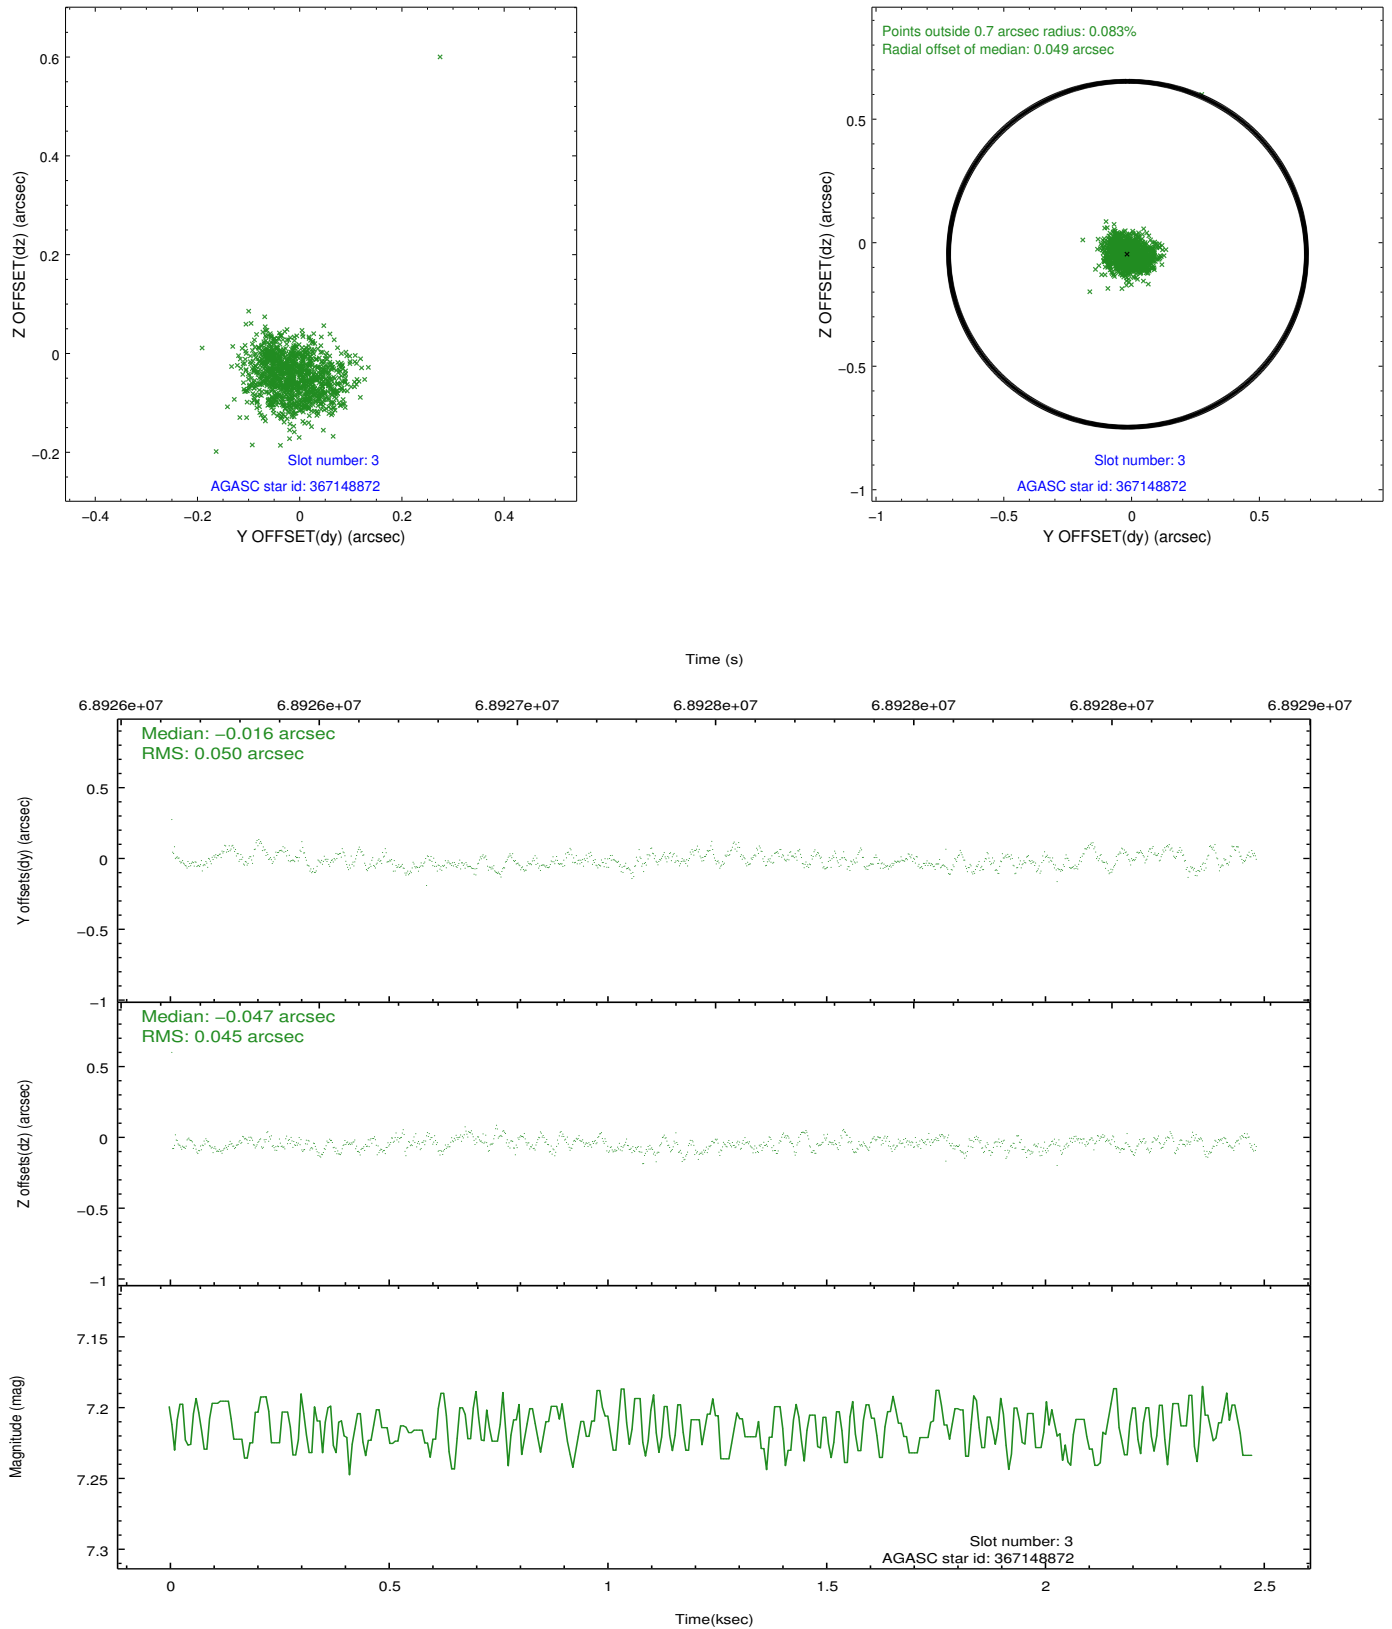 0.6
0.4
0.2
0
−0.2
Z OFFSET(dz) (arcsec)
Slot number: 3
AGASC star id: 367148872
−0.4 −0.2 0 0.2 0.4
Y OFFSET(dy) (arcsec)
Points outside 0.7 arcsec radius: 0.083%
Radial offset of median: 0.049 arcsec
0.5
0
−0.5
−1
Z OFFSET(dz) (arcsec)
Slot number: 3
AGASC star id: 367148872
−1 −0.5 0 0.5
Y OFFSET(dy) (arcsec)
Time (s)
6.8926e+07 6.8926e+07 6.8927e+07 6.8928e+07 6.8928e+07 6.8928e+07 6.8929e+07
Median: −0.016 arcsec
RMS: 0.050 arcsec
0.5
0
−0.5
−1
Y offsets(dy) (arcsec)
Median: −0.047 arcsec
RMS: 0.045 arcsec
0.5
0
−0.5
−1
Z offsets(dz) (arcsec)
7.15
7.2
7.25
7.3
Magnitude (mag)
Slot number: 3
AGASC star id: 367148872
0 0.5 1 1.5 2 2.5
Time(ksec)